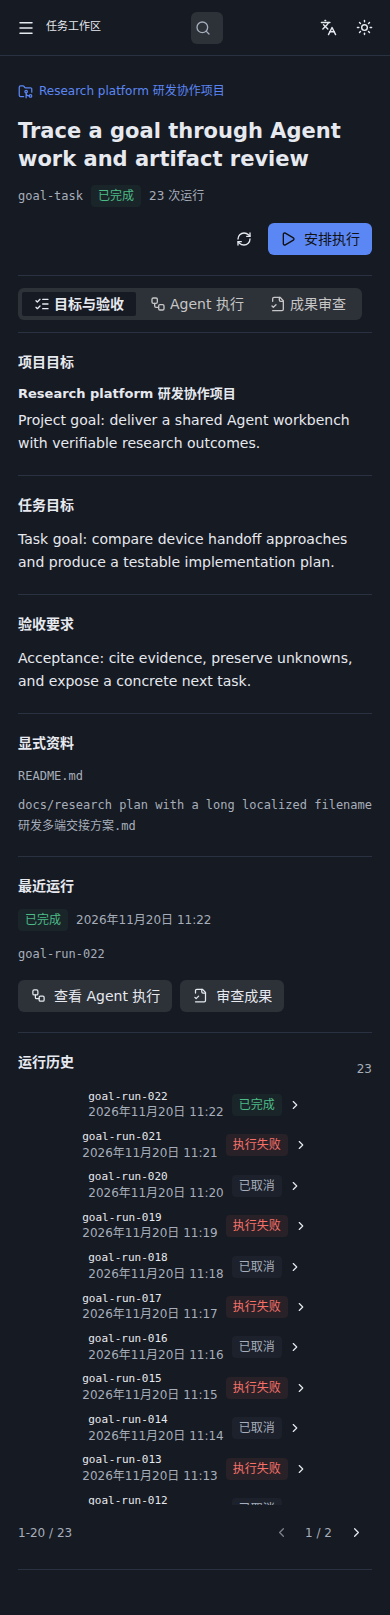 任务工作区
Research platform 研发协作项目
Trace a goal through Agent
work and artifact review
goal-task 已完成 23 次运行
安排执行
目标与验收 Agent 执行 成果审查
项目目标
Research platform 研发协作项目
Project goal: deliver a shared Agent workbench
with verifiable research outcomes.
任务目标
Task goal: compare device handoff approaches
and produce a testable implementation plan.
验收要求
Acceptance: cite evidence, preserve unknowns,
and expose a concrete next task.
显式资料
README.md
docs/research plan with a long localized filename
研发多端交接方案.md
最近运行
已完成 2026年11月20日 11:22
goal-run-022
查看 Agent 执行 审查成果
运行历史 23
goal-run-022
2026年11月20日 11:22 已完成
goal-run-021
2026年11月20日 11:21 执行失败
goal-run-020
2026年11月20日 11:20 已取消
goal-run-019
2026年11月20日 11:19 执行失败
goal-run-018
2026年11月20日 11:18 已取消
goal-run-017
2026年11月20日 11:17 执行失败
goal-run-016
2026年11月20日 11:16 已取消
goal-run-015
2026年11月20日 11:15 执行失败
goal-run-014
2026年11月20日 11:14 已取消
goal-run-013
2026年11月20日 11:13 执行失败
goal-run-012
1-20 / 23 1 / 2